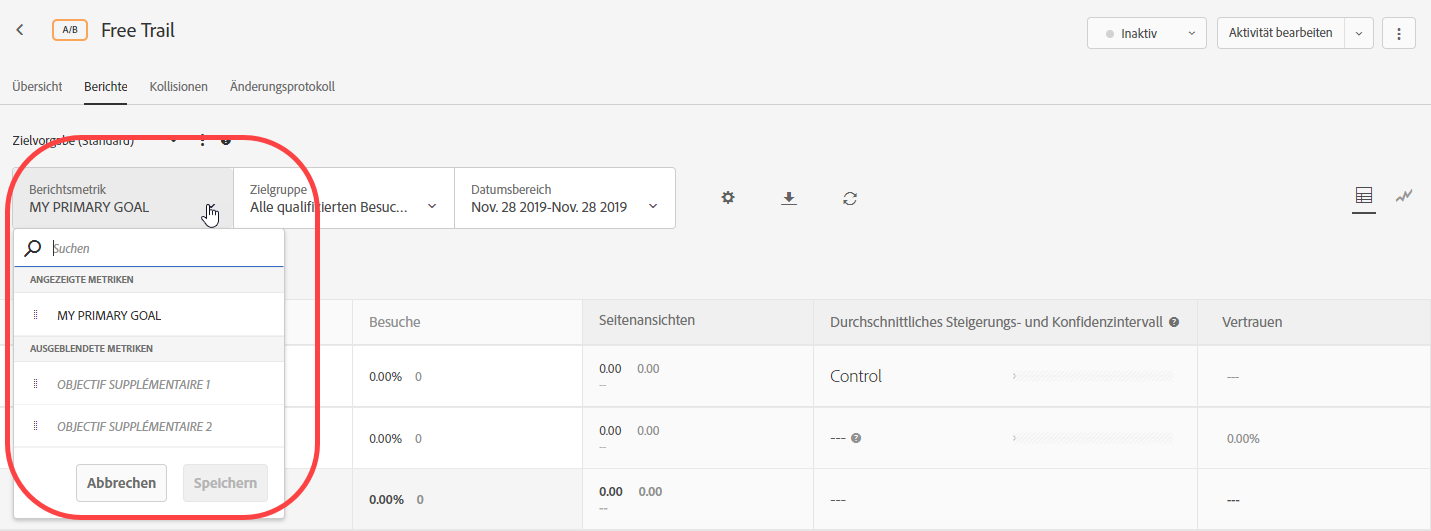 A/B Free Trail
Inaktiv
Aktivität bearbeiten
Übersicht Berichte Kollisionen Änderungsprotokoll
Zielvorgabe (Standard)
Berichtsmetrik
MY PRIMARY GOAL
Zielgruppe
Alle qualifizierten Besuc...
Datumsbereich
Nov. 28 2019-Nov. 28 2019
Suchen
ANGEZEIGTE METRIKEN
MY PRIMARY GOAL
AUSGEBLENDETE METRIKEN
OBJECTIF SUPPLÉMENTAIRE 1
OBJECTIF SUPPLÉMENTAIRE 2
Abbrechen Speichern
Besuche Seitenansichten Durchschnittliches Steigerungs- und Konfidenzintervall Vertrauen
0.00% 0 0.00 0.00 Control ---
--
0.00% 0 0.00 0.00 --- 0.00%
--
0.00% 0 0.00 0.00 --- ---
--